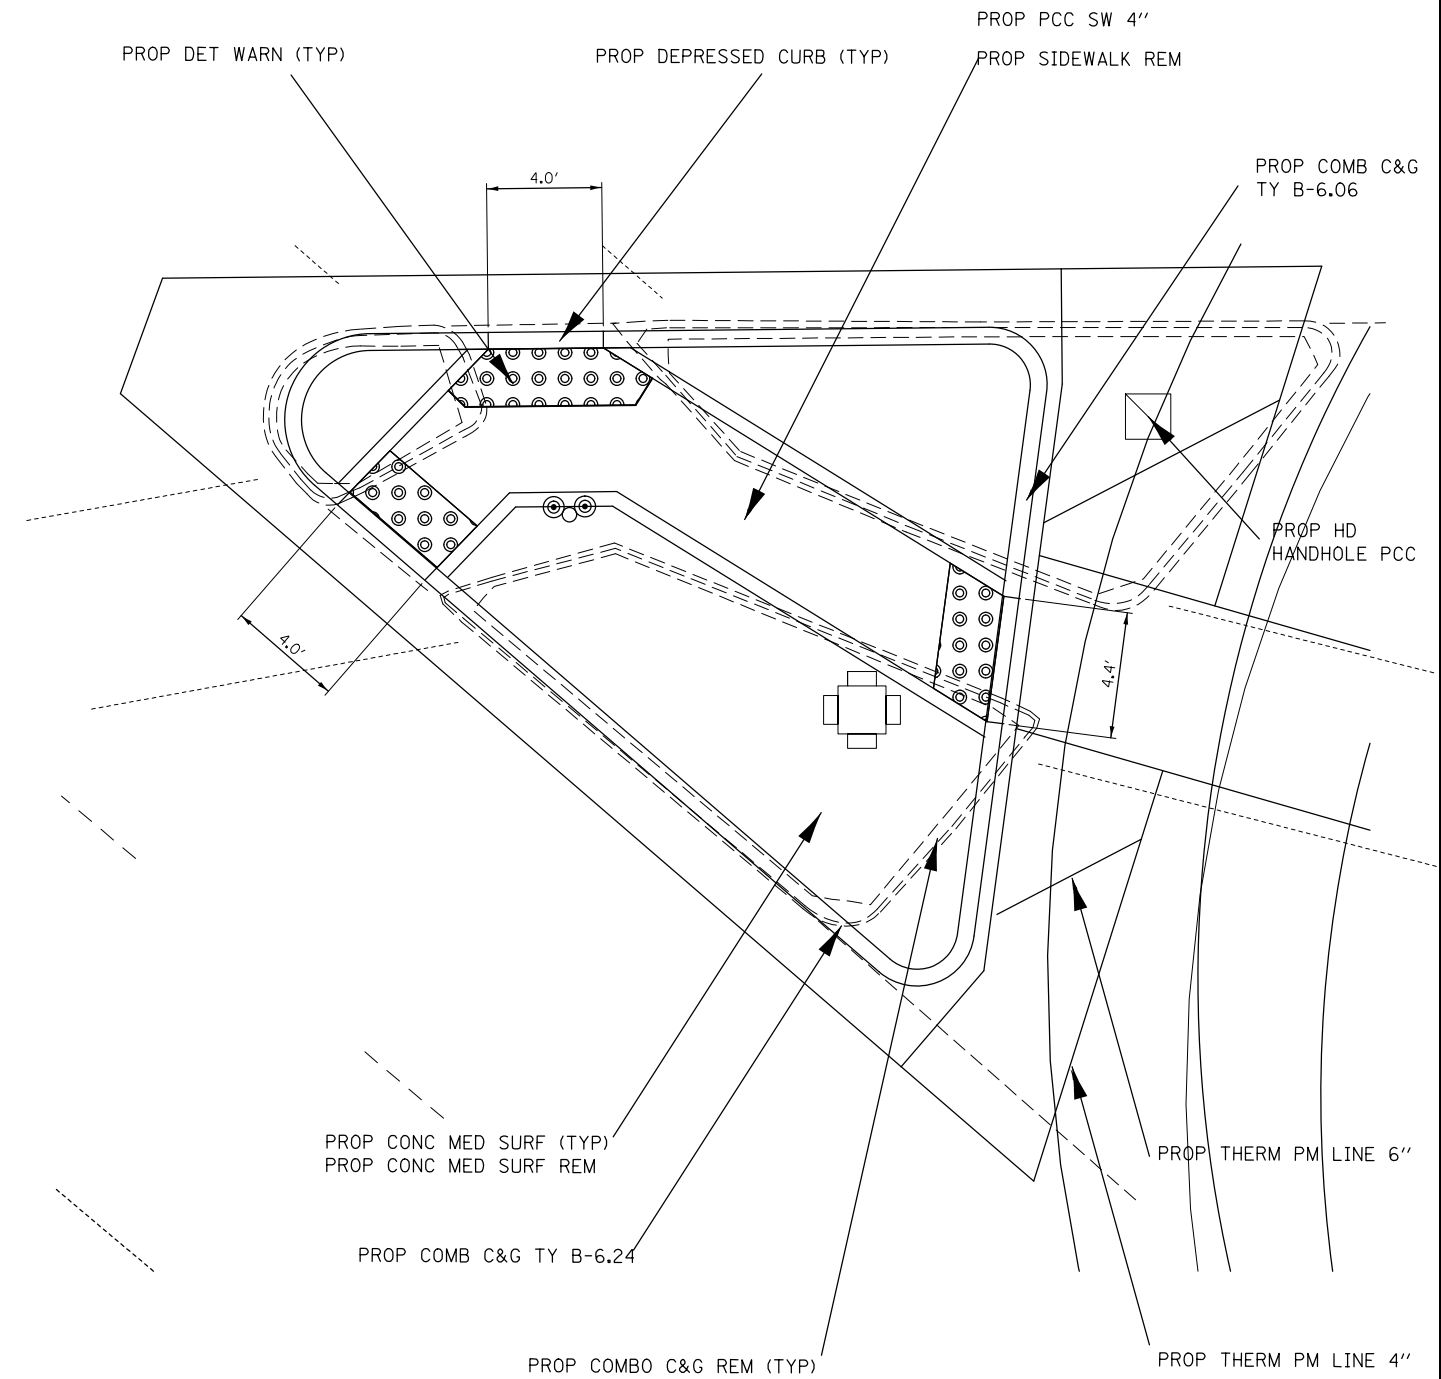 PROP PCC SW 4''
PROP SIDEWALK REM
PROP DET WARN (TYP)
PROP DEPRESSED CURB (TYP)
PROP COMB C&G
TY B-6.06
4.0'
PROP HD
HANDHOLE PCC
4.0'
4.4'
PROP CONC MED SURF (TYP)
PROP CONC MED SURF REM
PROP THERM PM LINE 6''
PROP COMB C&G TY B-6.24
PROP COMBO C&G REM (TYP)
PROP THERM PM LINE 4''